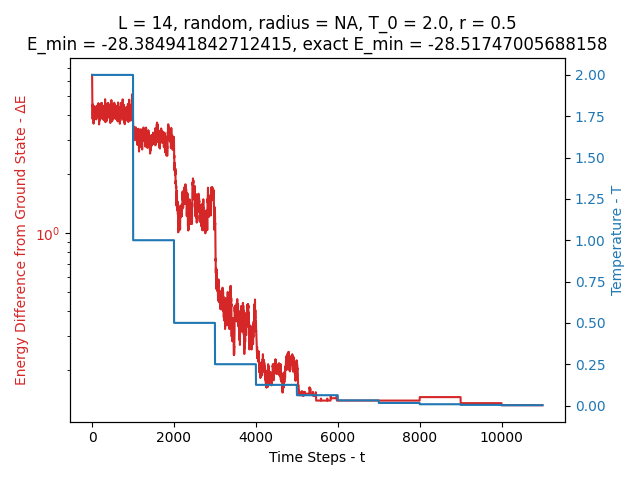 L = 14, random, radius = NA, T_0 = 2.0, r = 0.5
E_min = -28.384941842712415, exact E_min = -28.51747005688158
Energy Difference from Ground State - ΔE
10^0
2.00
1.75
1.50
1.25
1.00
0.75
0.50
0.25
0.00
Temperature - T
0 2000 4000 6000 8000 10000
Time Steps - t